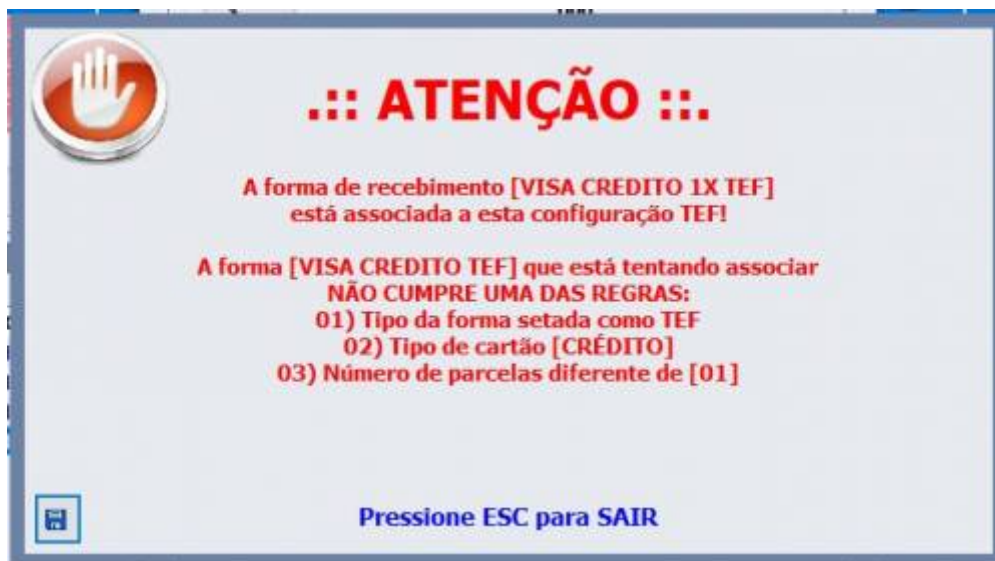 .:: ATENÇÃO ::.
A forma de recebimento [VISA CREDITO 1X TEF]
está associada a esta configuração TEF!
A forma [VISA CREDITO TEF] que está tentando associar
NÃO CUMPRE UMA DAS REGRAS:
01) Tipo da forma setada como TEF
02) Tipo de cartão [CRÉDITO]
03) Número de parcelas diferente de [01]
Pressione ESC para SAIR